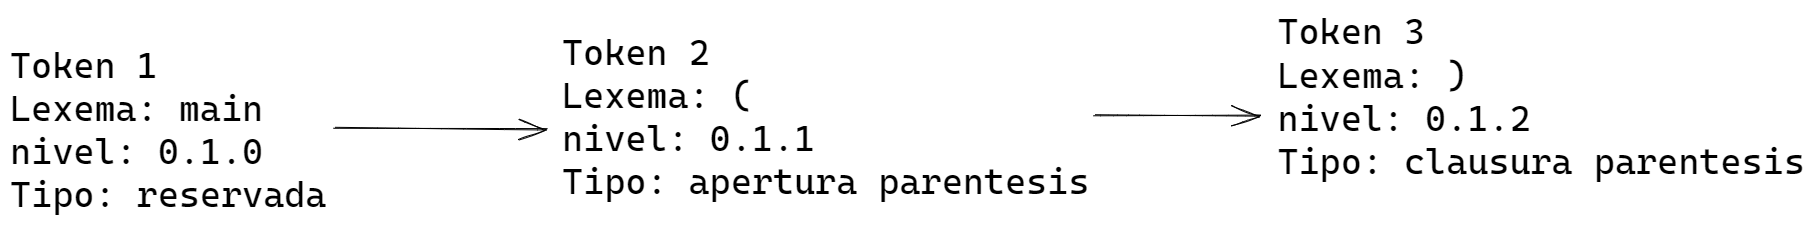 Token 1
Lexema: main
nivel: 0.1.0
Tipo: reservada
Token 2
Lexema: (
nivel: 0.1.1
Tipo: apertura parentesis
Token 3
Lexema: )
nivel: 0.1.2
Tipo: clausura parentesis